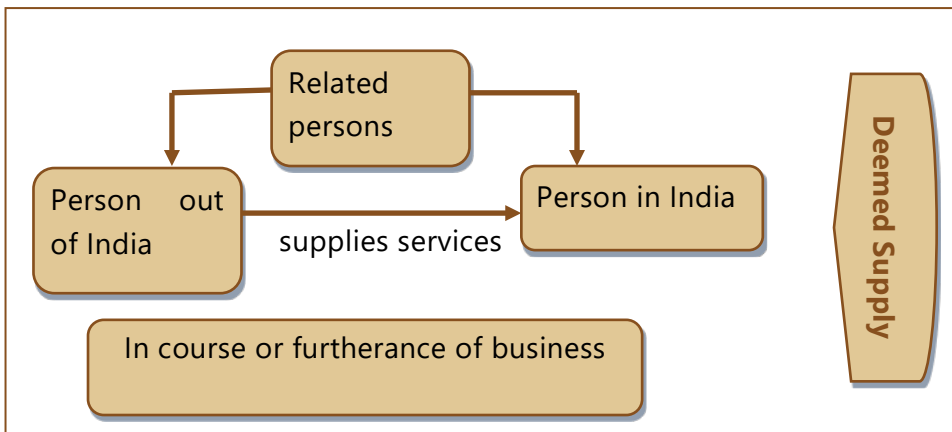 Related
persons
Person out
of India
supplies services
Person in India
In course or furtherance of business
Deemed Supply